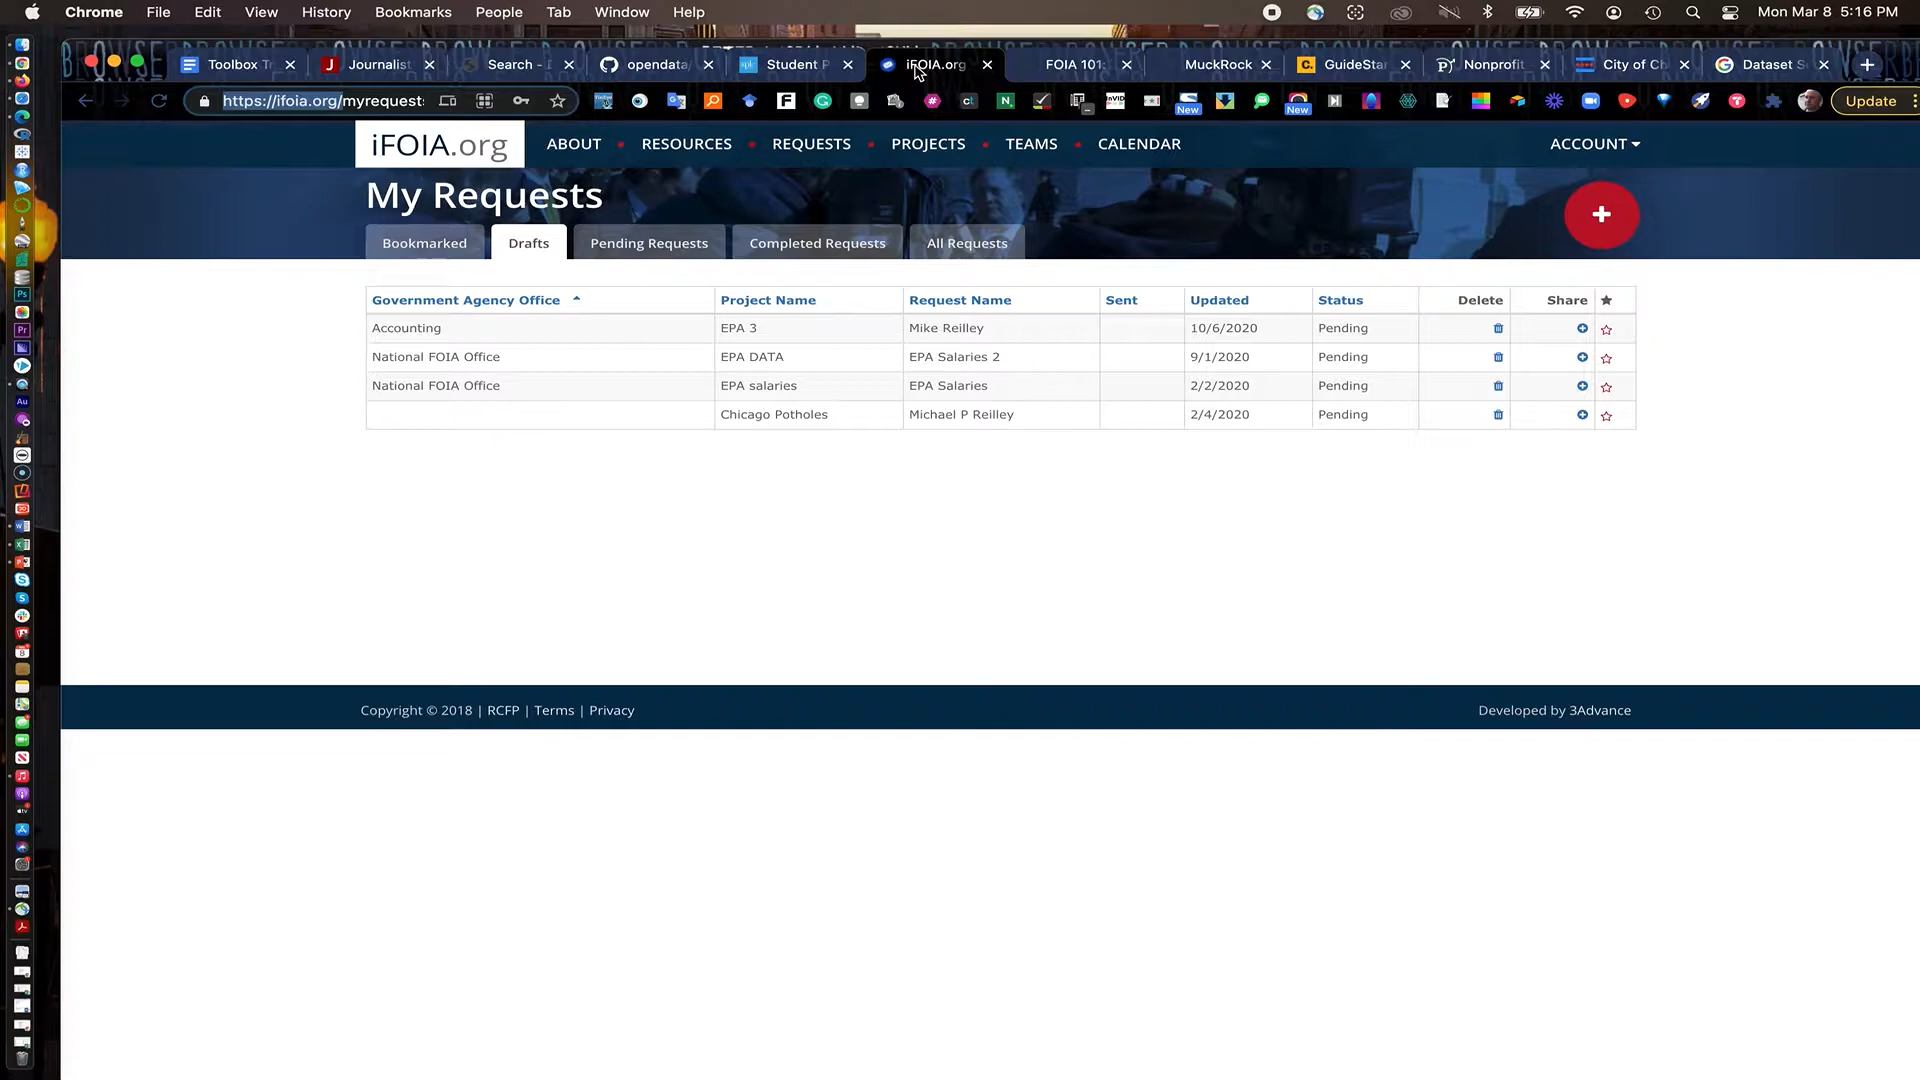 Chrome File Edit View History Bookmarks People Tab Window Help Mon Mar 8 5:16 PM
Toolbox Tr Journalist Search - opendata/ Student P iFOIA.org FOIA 101: MuckRock GuideStar Nonprofit City of Ch Dataset Se
https://ifoia.org/myrequest: New New Update
iFOIA.org ABOUT RESOURCES REQUESTS PROJECTS TEAMS CALENDAR ACCOUNT
My Requests
Bookmarked Drafts Pending Requests Completed Requests All Requests
Government Agency Office Project Name Request Name Sent Updated Status Delete Share
Accounting EPA 3 Mike Reilley 10/6/2020 Pending
National FOIA Office EPA DATA EPA Salaries 2 9/1/2020 Pending
National FOIA Office EPA salaries EPA Salaries 2/2/2020 Pending
Chicago Potholes Michael P Reilley 2/4/2020 Pending
Copyright © 2018 | RCFP | Terms | Privacy Developed by 3Advance